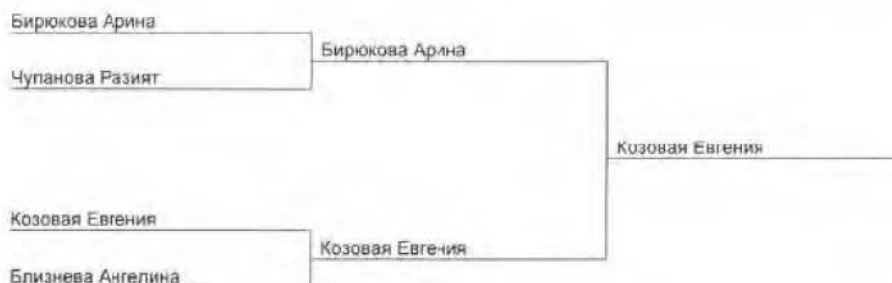 Бирюкова Арина
Бирюкова Арина
Чупанова Разият
Козовая Евгения
Козовая Евгения
Козовая Евгения
Близнева Ангелина